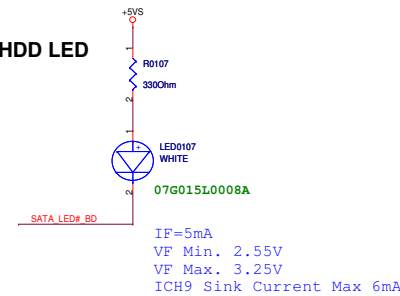 +5VS
HDD LED
1
R0107
330Ohm
2
1
+
LED0107
WHITE
2
07G015L0008A
SATA_LED#_BD
IF=5mA
VF Min. 2.55V
VF Max. 3.25V
ICH9 Sink Current Max 6mA